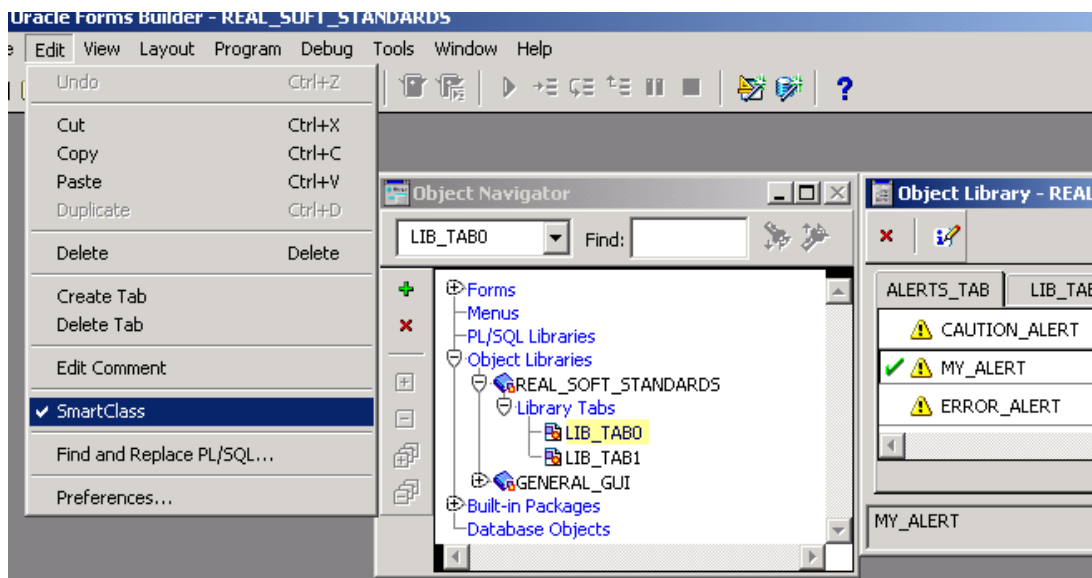 Oracle Forms Builder - REAL_SOFT_STANDARDS
e Edit View Layout Program Debug Tools Window Help
Undo Ctrl+Z
Cut Ctrl+X
Copy Ctrl+C
Paste Ctrl+V
Duplicate Ctrl+D
Delete Delete
Create Tab
Delete Tab
Edit Comment
SmartClass
Find and Replace PL/SQL...
Preferences...
Object Navigator
LIB_TAB0 Find:
Forms
Menus
PL/SQL Libraries
Object Libraries
REAL_SOFT_STANDARDS
Library Tabs
LIB_TAB0
LIB_TAB1
GENERAL_GUI
Built-in Packages
Database Objects
Object Library - REAL
ALERTS_TAB LIB_TAB
CAUTION_ALERT
MY_ALERT
ERROR_ALERT
MY_ALERT